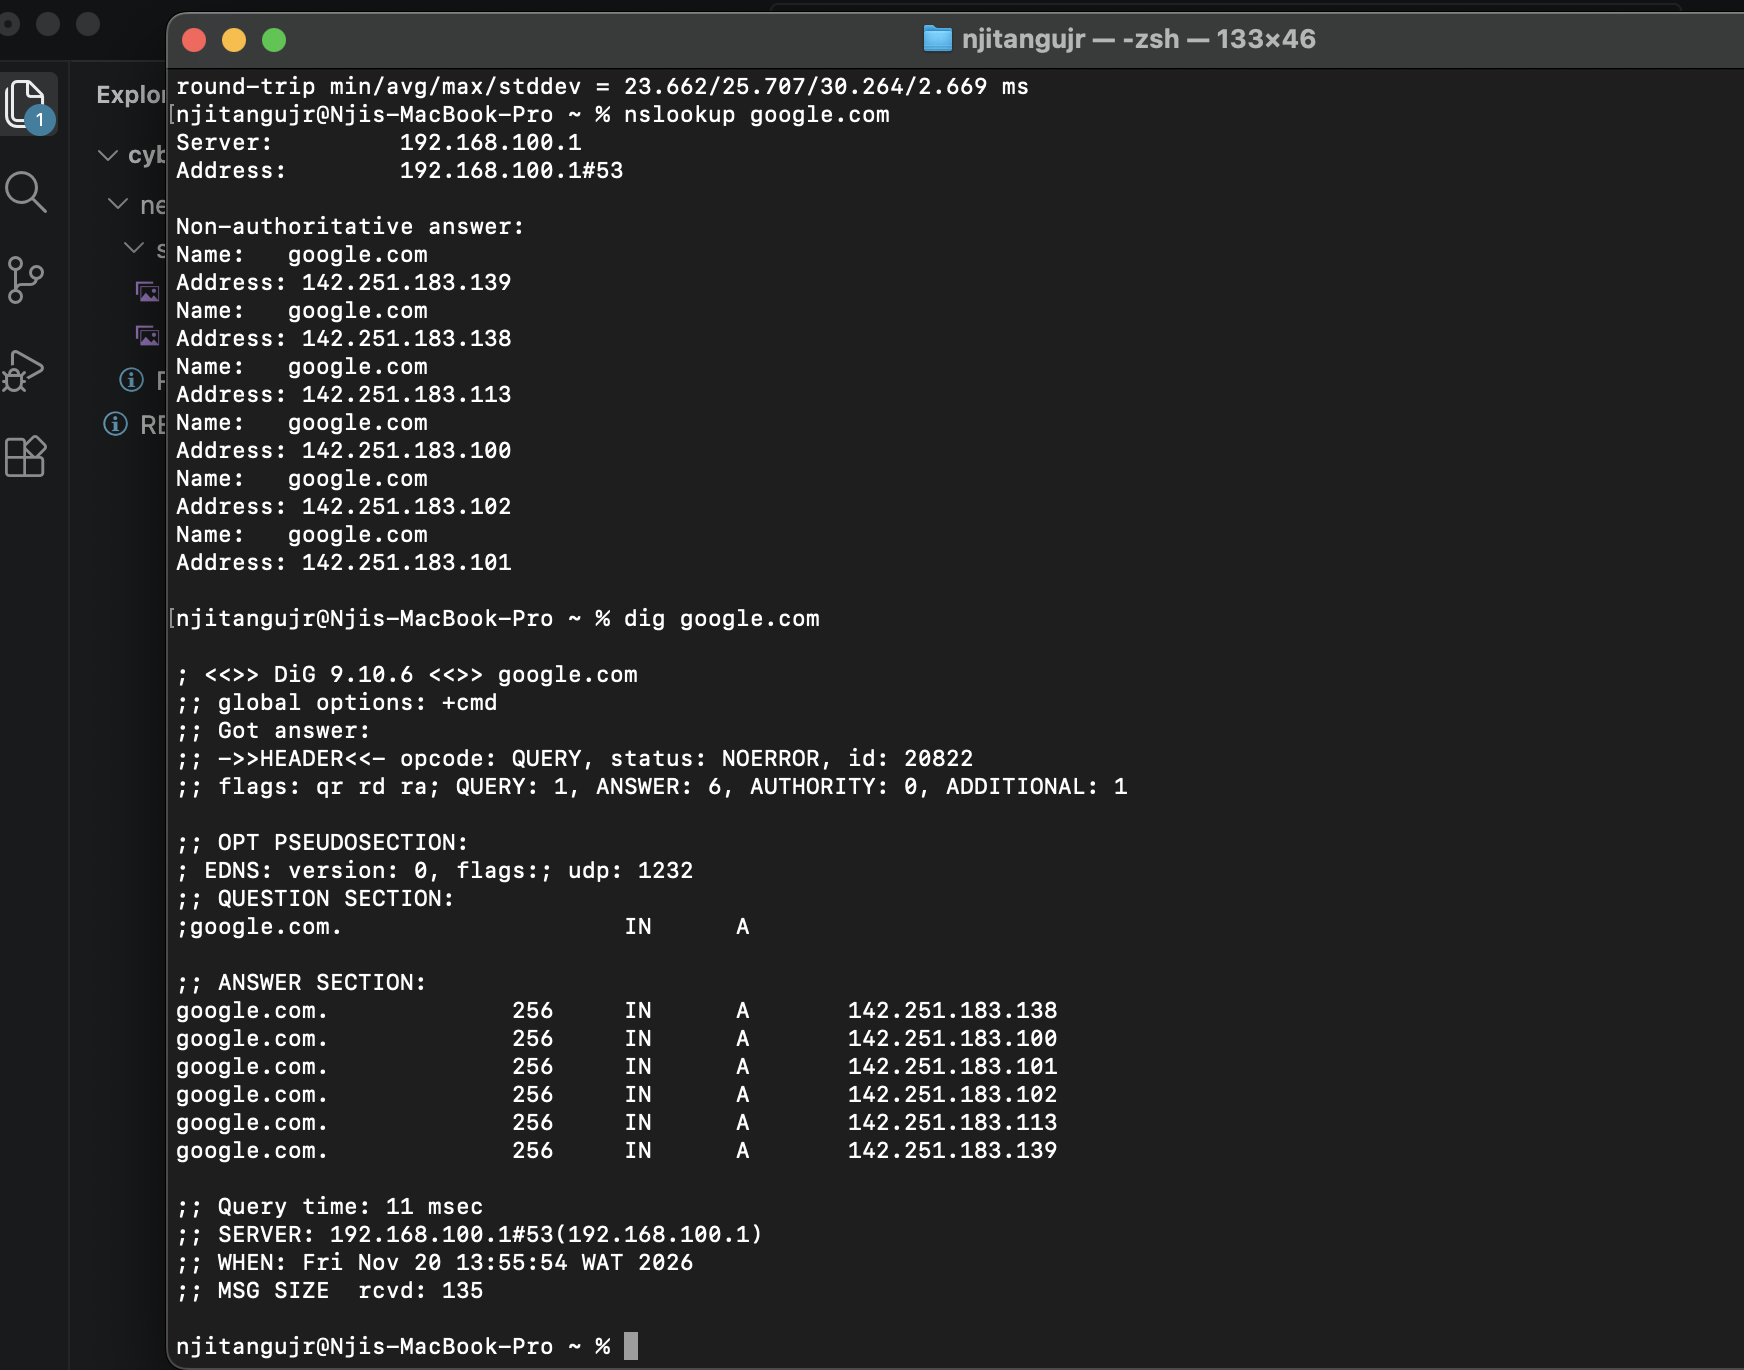 njitangujr — -zsh — 133×46
1
Explor
cyb
ne
s
RE
round-trip min/avg/max/stddev = 23.662/25.707/30.264/2.669 ms
[njitangujr@Njis-MacBook-Pro ~ % nslookup google.com
Server:		192.168.100.1
Address:	192.168.100.1#53

Non-authoritative answer:
Name:	google.com
Address: 142.251.183.139
Name:	google.com
Address: 142.251.183.138
Name:	google.com
Address: 142.251.183.113
Name:	google.com
Address: 142.251.183.100
Name:	google.com
Address: 142.251.183.102
Name:	google.com
Address: 142.251.183.101

[njitangujr@Njis-MacBook-Pro ~ % dig google.com

; <<>> DiG 9.10.6 <<>> google.com
;; global options: +cmd
;; Got answer:
;; ->>HEADER<<- opcode: QUERY, status: NOERROR, id: 20822
;; flags: qr rd ra; QUERY: 1, ANSWER: 6, AUTHORITY: 0, ADDITIONAL: 1

;; OPT PSEUDOSECTION:
; EDNS: version: 0, flags:; udp: 1232
;; QUESTION SECTION:
;google.com.			IN	A

;; ANSWER SECTION:
google.com.		256	IN	A	142.251.183.138
google.com.		256	IN	A	142.251.183.100
google.com.		256	IN	A	142.251.183.101
google.com.		256	IN	A	142.251.183.102
google.com.		256	IN	A	142.251.183.113
google.com.		256	IN	A	142.251.183.139

;; Query time: 11 msec
;; SERVER: 192.168.100.1#53(192.168.100.1)
;; WHEN: Fri Nov 20 13:55:54 WAT 2026
;; MSG SIZE  rcvd: 135

njitangujr@Njis-MacBook-Pro ~ %